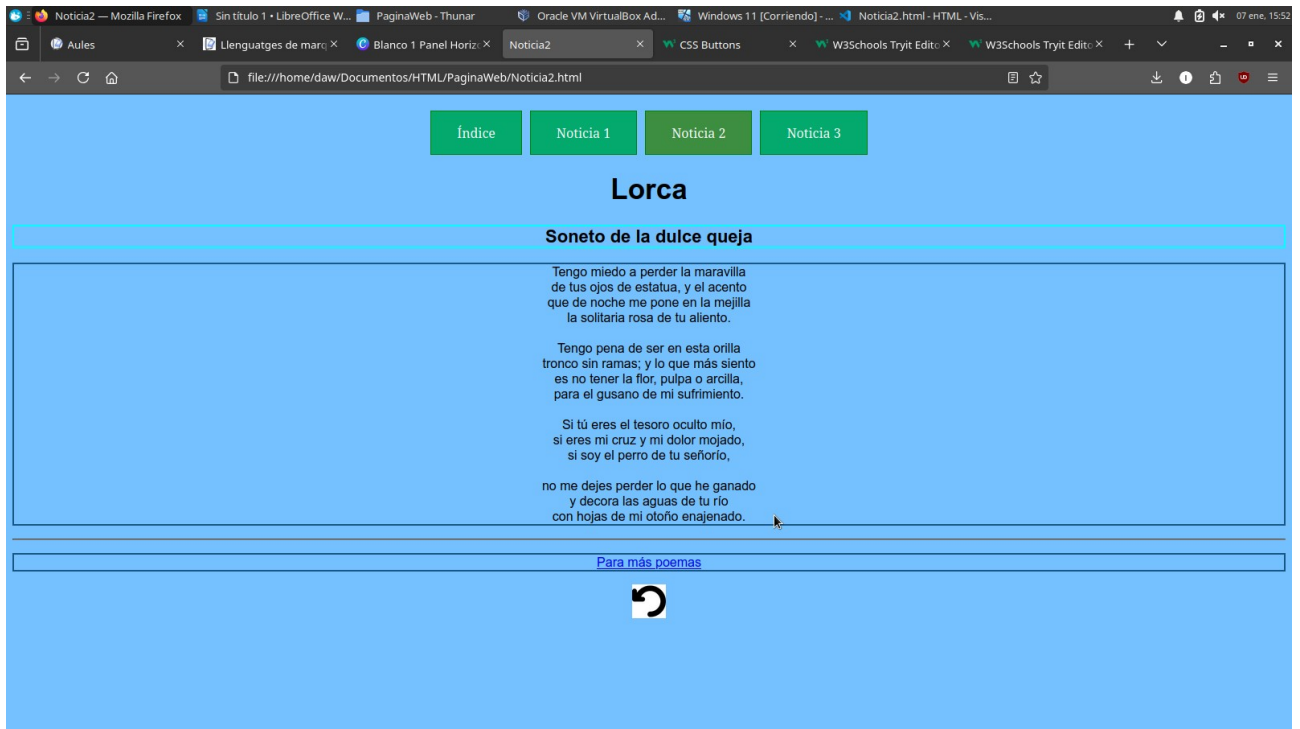 Noticia2 — Mozilla Firefox
Sin título 1 • LibreOffice W...
PaginaWeb - Thunar
Oracle VM VirtualBox Ad...
Windows 11 [Corriendo] - ...
Noticia2.html - HTML - Vis...
07 ene, 15:52
Aules
Llenguatges de marq
Blanco 1 Panel Horizo
Noticia2
CSS Buttons
W3Schools Tryit Edito
W3Schools Tryit Edito
file:///home/daw/Documentos/HTML/PaginaWeb/Noticia2.html
Índice
Noticia 1
Noticia 2
Noticia 3
Lorca
Soneto de la dulce queja
Tengo miedo a perder la maravilla
de tus ojos de estatua, y el acento
que de noche me pone en la mejilla
la solitaria rosa de tu aliento.
Tengo pena de ser en esta orilla
tronco sin ramas; y lo que más siento
es no tener la flor, pulpa o arcilla,
para el gusano de mi sufrimiento.
Si tú eres el tesoro oculto mío,
si eres mi cruz y mi dolor mojado,
si soy el perro de tu señorío,
no me dejes perder lo que he ganado
y decora las aguas de tu río
con hojas de mi otoño enajenado.
Para más poemas